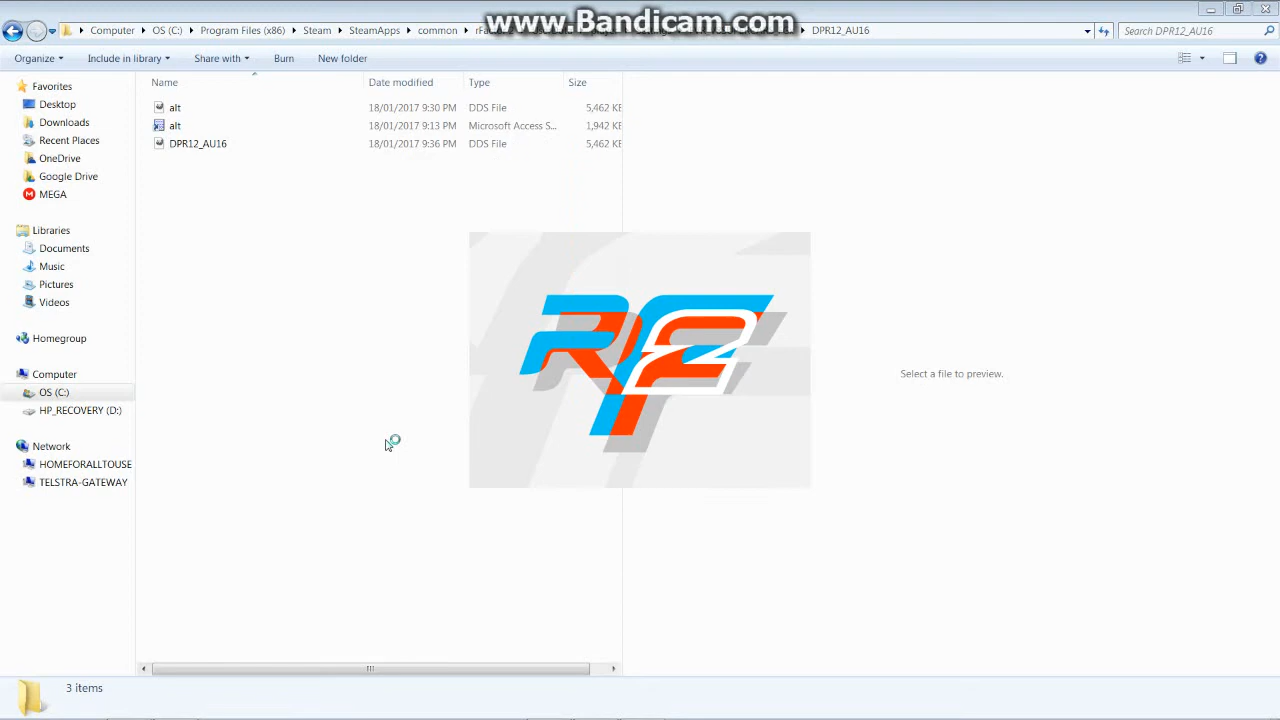 www.Bandicam.com
Computer OS (C:) Program Files (x86) Steam SteamApps common DPR12_AU16 Search DPR12_AU16
Organize Include in library Share with Burn New folder
Favorites
Desktop
Downloads
Recent Places
OneDrive
Google Drive
MEGA
Libraries
Documents
Music
Pictures
Videos
Homegroup
Computer
OS (C:)
HP_RECOVERY (D:)
Network
HOMEFORALLTOUSE
TELSTRA-GATEWAY
Name Date modified Type Size
alt 18/01/2017 9:30 PM DDS File 5,462 KB
alt 18/01/2017 9:13 PM Microsoft Access S... 1,942 KB
DPR12_AU16 18/01/2017 9:36 PM DDS File 5,462 KB
rF2
Select a file to preview.
3 items